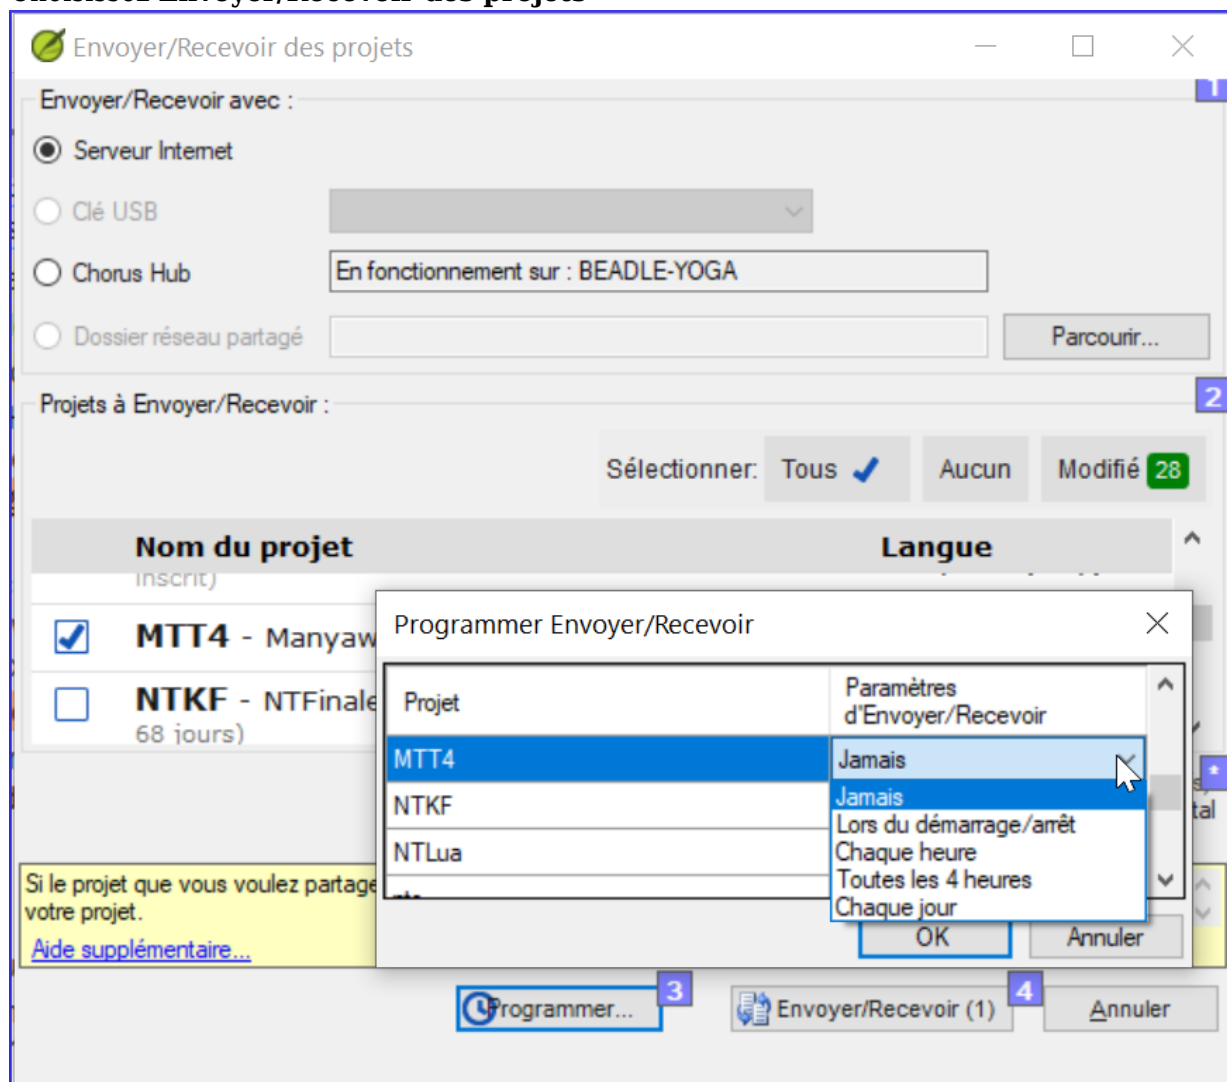 Envoyer/Recevoir des projets
Envoyer/Recevoir avec :
1
Serveur Internet
Clé USB
Chorus Hub En fonctionnement sur : BEADLE-YOGA
Dossier réseau partagé Parcourir...
Projets à Envoyer/Recevoir :
2
Sélectionner: Tous Aucun Modifié 28
Nom du projet Langue
inscrit)
MTT4 - Manyaw
NTKF - NTFinale
68 jours)
Programmer Envoyer/Recevoir
Projet Paramètres d'Envoyer/Recevoir
MTT4 Jamais
NTKF
NTLua
Jamais
Lors du démarrage/arrêt
Chaque heure
Toutes les 4 heures
Chaque jour
OK Annuler
*
tal
Si le projet que vous voulez partage
votre projet.
Aide supplémentaire...
Programmer... 3 Envoyer/Recevoir (1) 4 Annuler